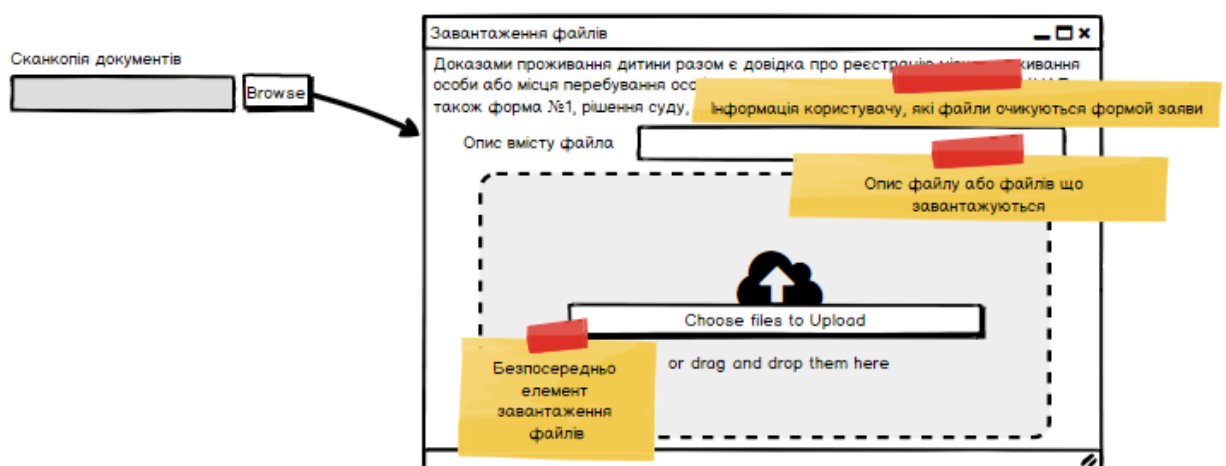 Сканкопія документів
Browse
Завантаження файлів
Доказами проживання дитини разом є довідка про реєстрацію
особи або місця перебування
також форма №1, рішення суду,
Інформація користувачу, які файли очикуються формой заяви
Опис вмісту файла
Опис файлу або файлів що
завантажуються
Choose files to Upload
or drag and drop them here
Безпосередньо
елемент
завантаження
файлів